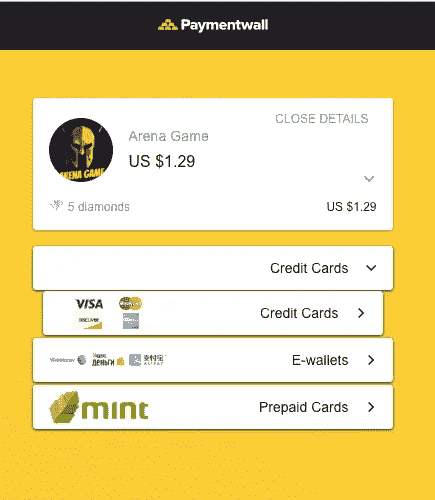 Paymentwall
CLOSE DETAILS
Arena Game
US $1.29
ARENA GAME
5 diamonds
US $1.29
Credit Cards
VISA
MasterCard
DISCOVER
Credit Cards
WebMoney
Яндекс
Деньги
支付宝
E-wallets
mint
Prepaid Cards